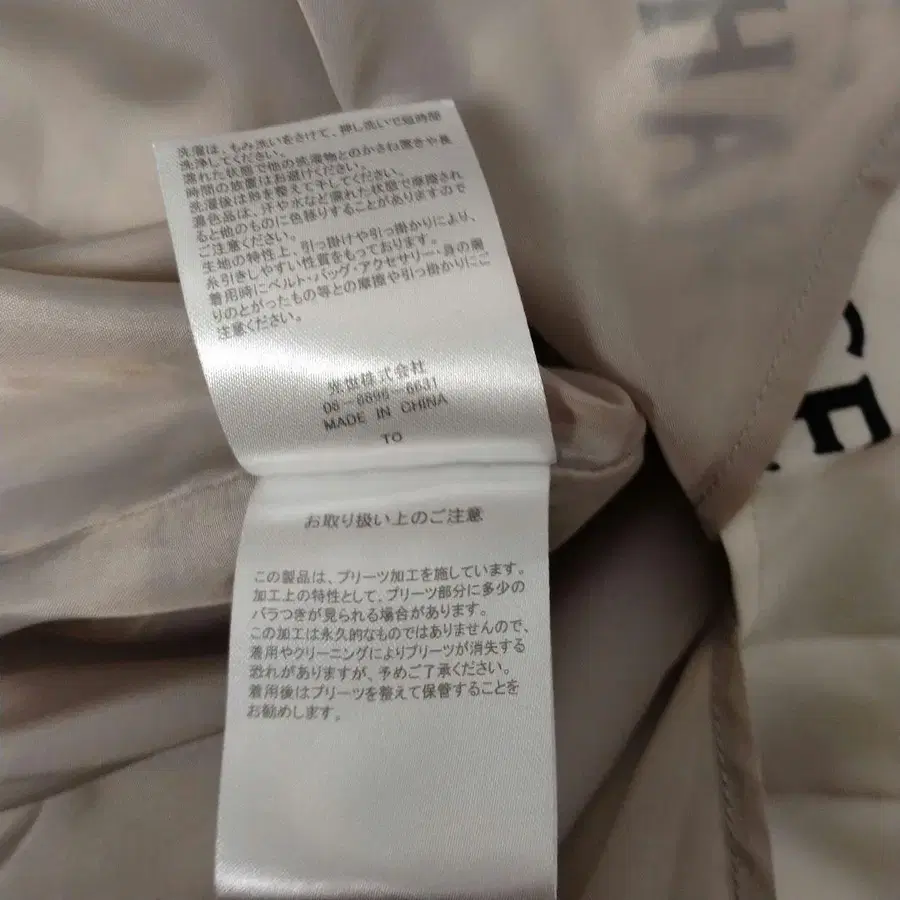 洗濯は、もみ洗いをさけて、押し洗いで短時間
洗浄してください。
濡れた状態で他の洗濯物とのかさね置きや長
時間の放置はお避けください。
洗濯後は形を整えて干してください。
濃色品は、汗や水など濡れた状態で摩擦され
ると他のものに色移りすることがありますので
ご注意ください。
生地の特性上、引っ掛けや引っ掛かりにより、
糸引きしやすい性質をもっております。
着用時にベルト・バッグ・アクセサリー・身の廻
りのとがったもの等との摩擦や引っ掛かりにご
注意ください。
株式会社
06-6696-6631
MADE IN CHINA
TO
お取り扱い上のご注意
この製品は、プリーツ加工を施しています。
加工上の特性として、プリーツ部分に多少の
バラつきが見られる場合があります。
この加工は永久的なものではありませんので、
着用やクリーニングによりプリーツが消失する
恐れがありますが、予めご了承ください。
着用後はプリーツを整えて保管することを
お勧めします。
HA
CE